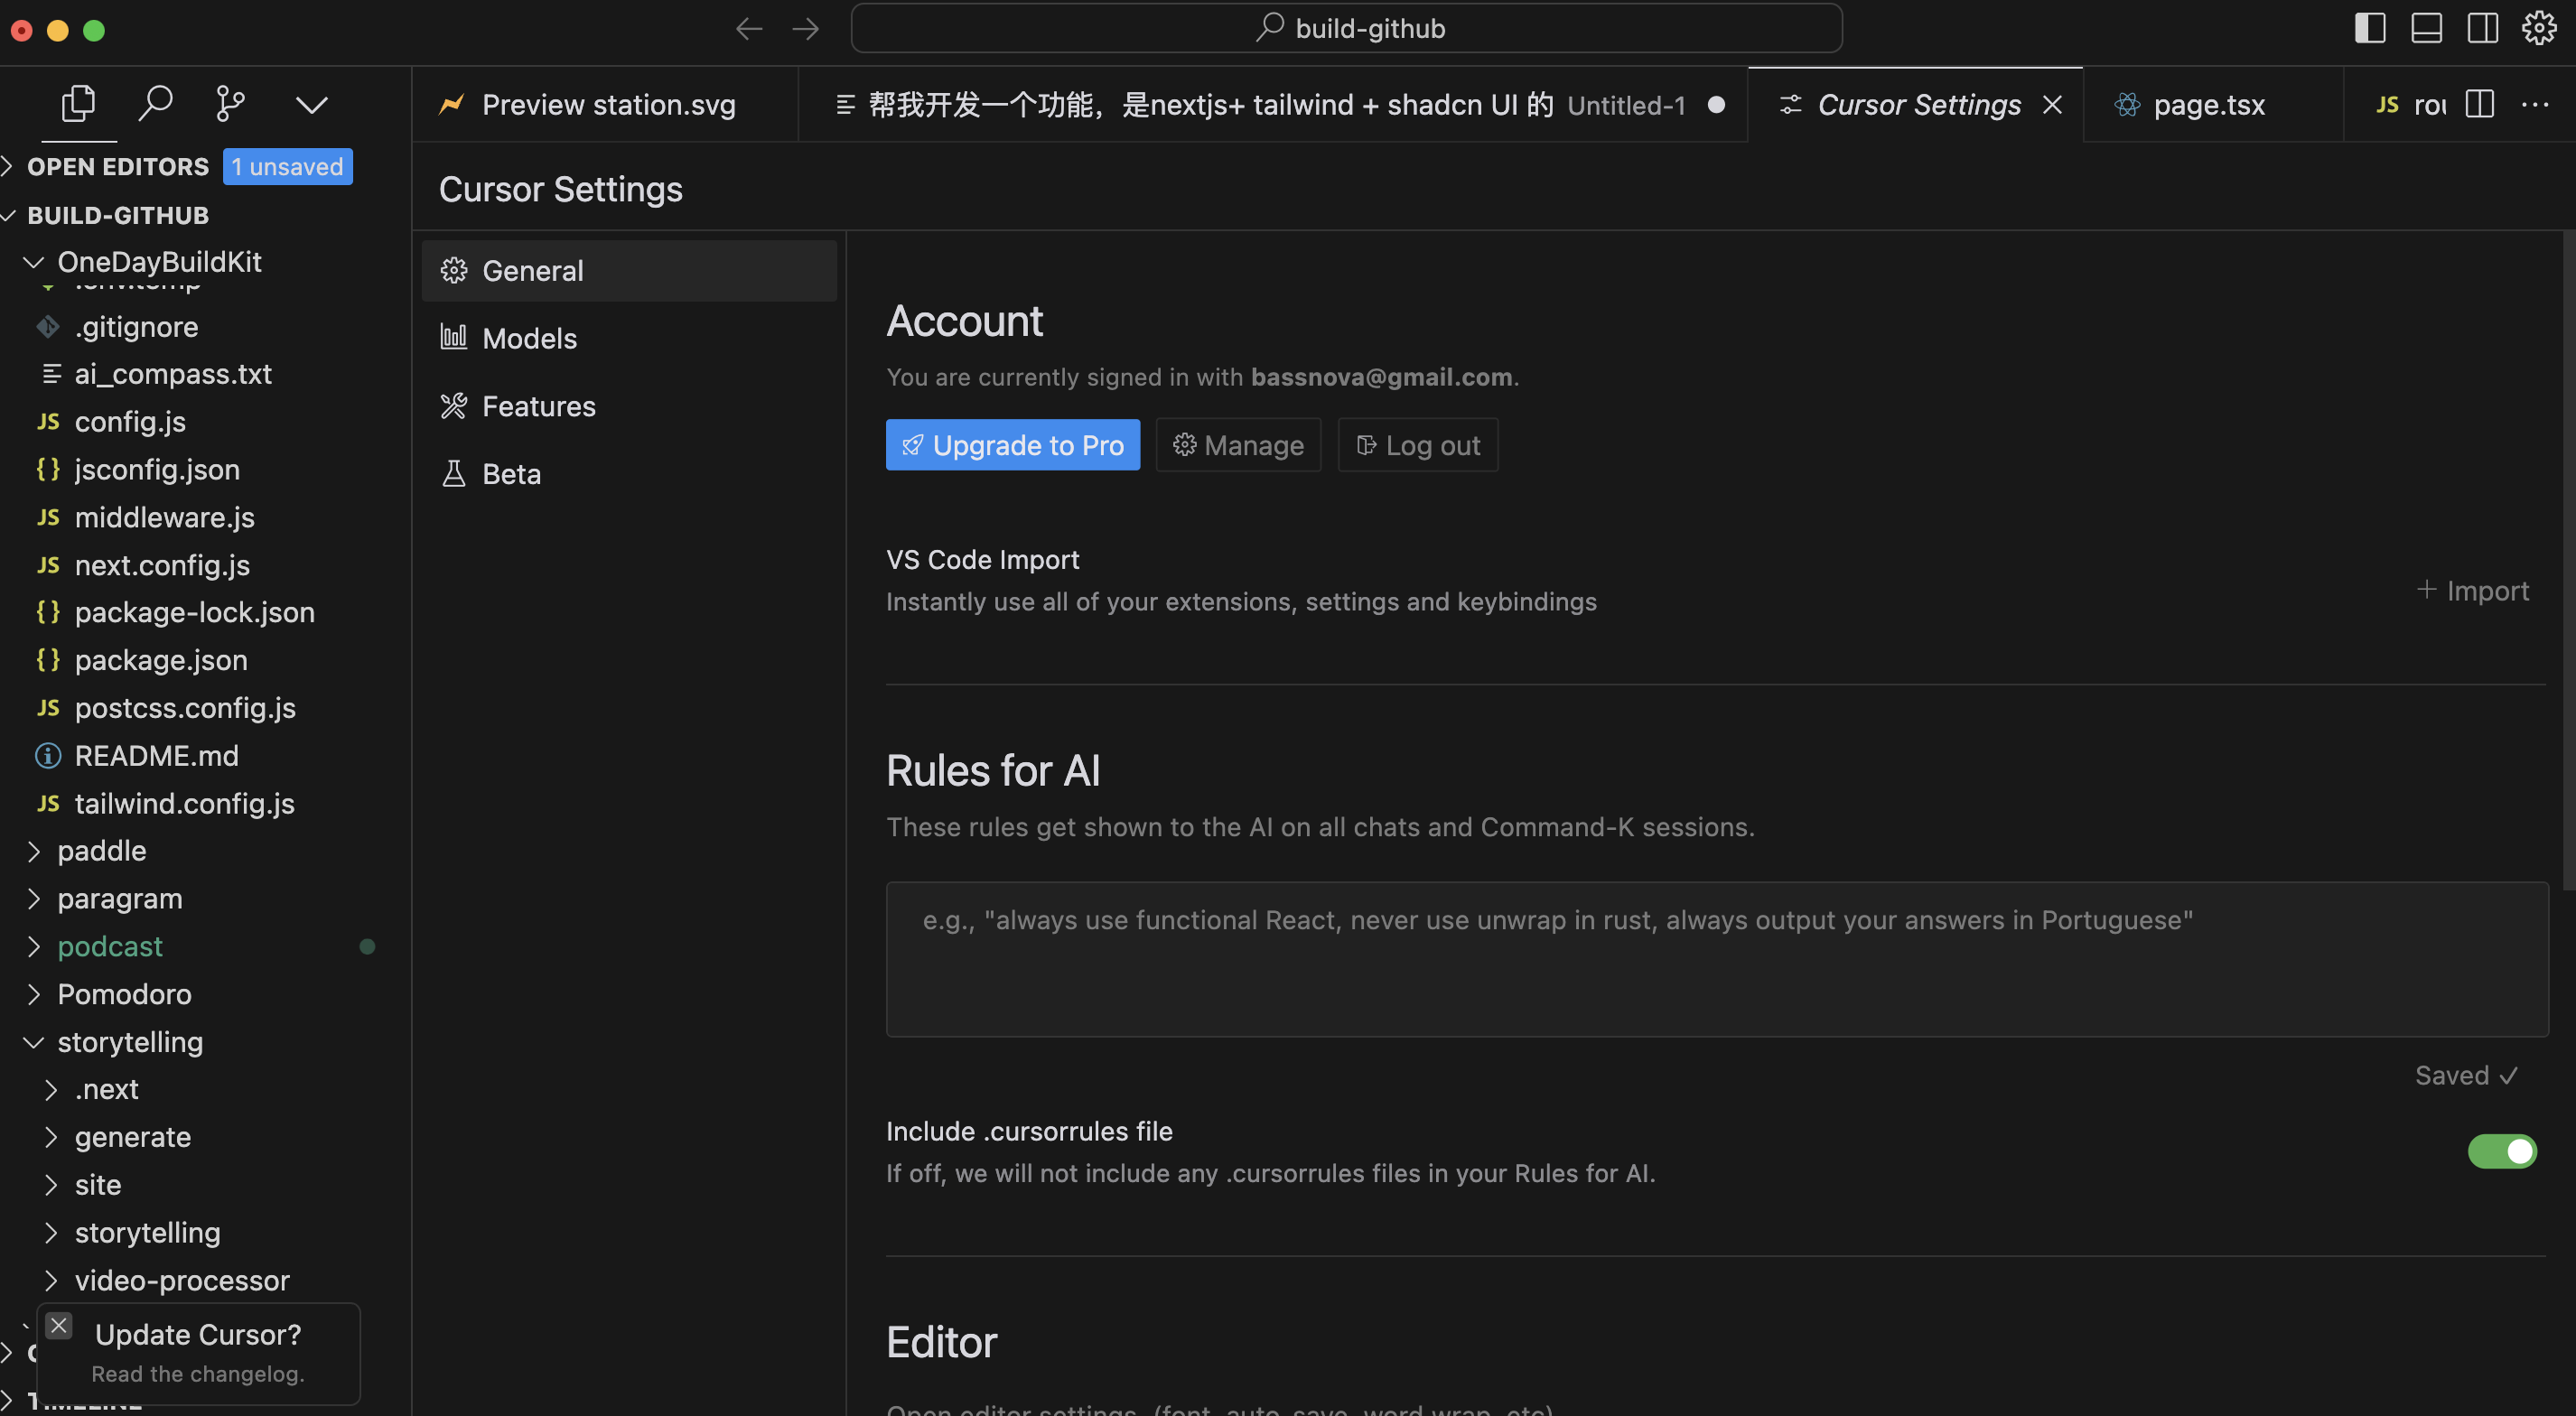 build-github
Preview station.svg
帮我开发一个功能，是nextjs+ tailwind + shadcn UI 的 Untitled-1
Cursor Settings
page.tsx
JS
OPEN EDITORS 1 unsaved
BUILD-GITHUB
OneDayBuildKit
.gitignore
ai_compass.txt
JS config.js
{} jsconfig.json
JS middleware.js
JS next.config.js
{} package-lock.json
{} package.json
JS postcss.config.js
README.md
JS tailwind.config.js
paddle
paragram
podcast
Pomodoro
storytelling
.next
generate
site
storytelling
video-processor
Update Cursor?
Read the changelog.
Cursor Settings
General
Models
Features
Beta
Account
You are currently signed in with bassnova@gmail.com.
Upgrade to Pro
Manage
Log out
VS Code Import
Instantly use all of your extensions, settings and keybindings
+ Import
Rules for AI
These rules get shown to the AI on all chats and Command-K sessions.
e.g., "always use functional React, never use unwrap in rust, always output your answers in Portuguese"
Saved ✓
Include .cursorrules file
If off, we will not include any .cursorrules files in your Rules for AI.
Editor